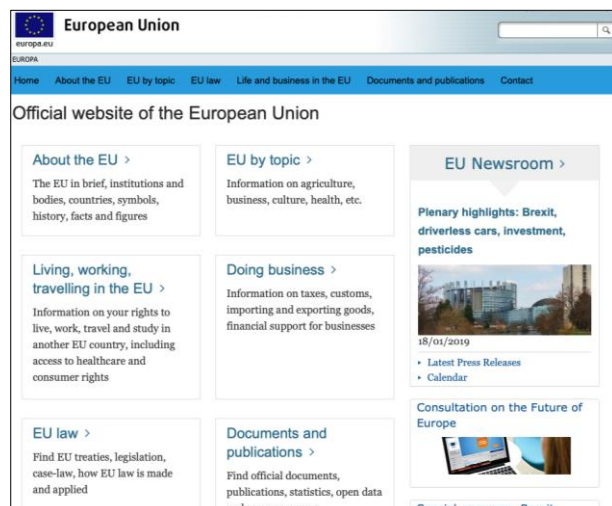 European Union
europa.eu
EUROPA
Home About the EU EU by topic EU law Life and business in the EU Documents and publications Contact
Official website of the European Union
About the EU >
The EU in brief, institutions and
bodies, countries, symbols,
history, facts and figures
EU by topic >
Information on agriculture,
business, culture, health, etc.
Living, working,
travelling in the EU >
Information on your rights to
live, work, travel and study in
another EU country, including
access to healthcare and
consumer rights
Doing business >
Information on taxes, customs,
importing and exporting goods,
financial support for businesses
EU law >
Find EU treaties, legislation,
case-law, how EU law is made
and applied
Documents and
publications >
Find official documents,
publications, statistics, open data
EU Newsroom >
Plenary highlights: Brexit,
driverless cars, investment,
pesticides
18/01/2019
Latest Press Releases
Calendar
Consultation on the Future of
Europe